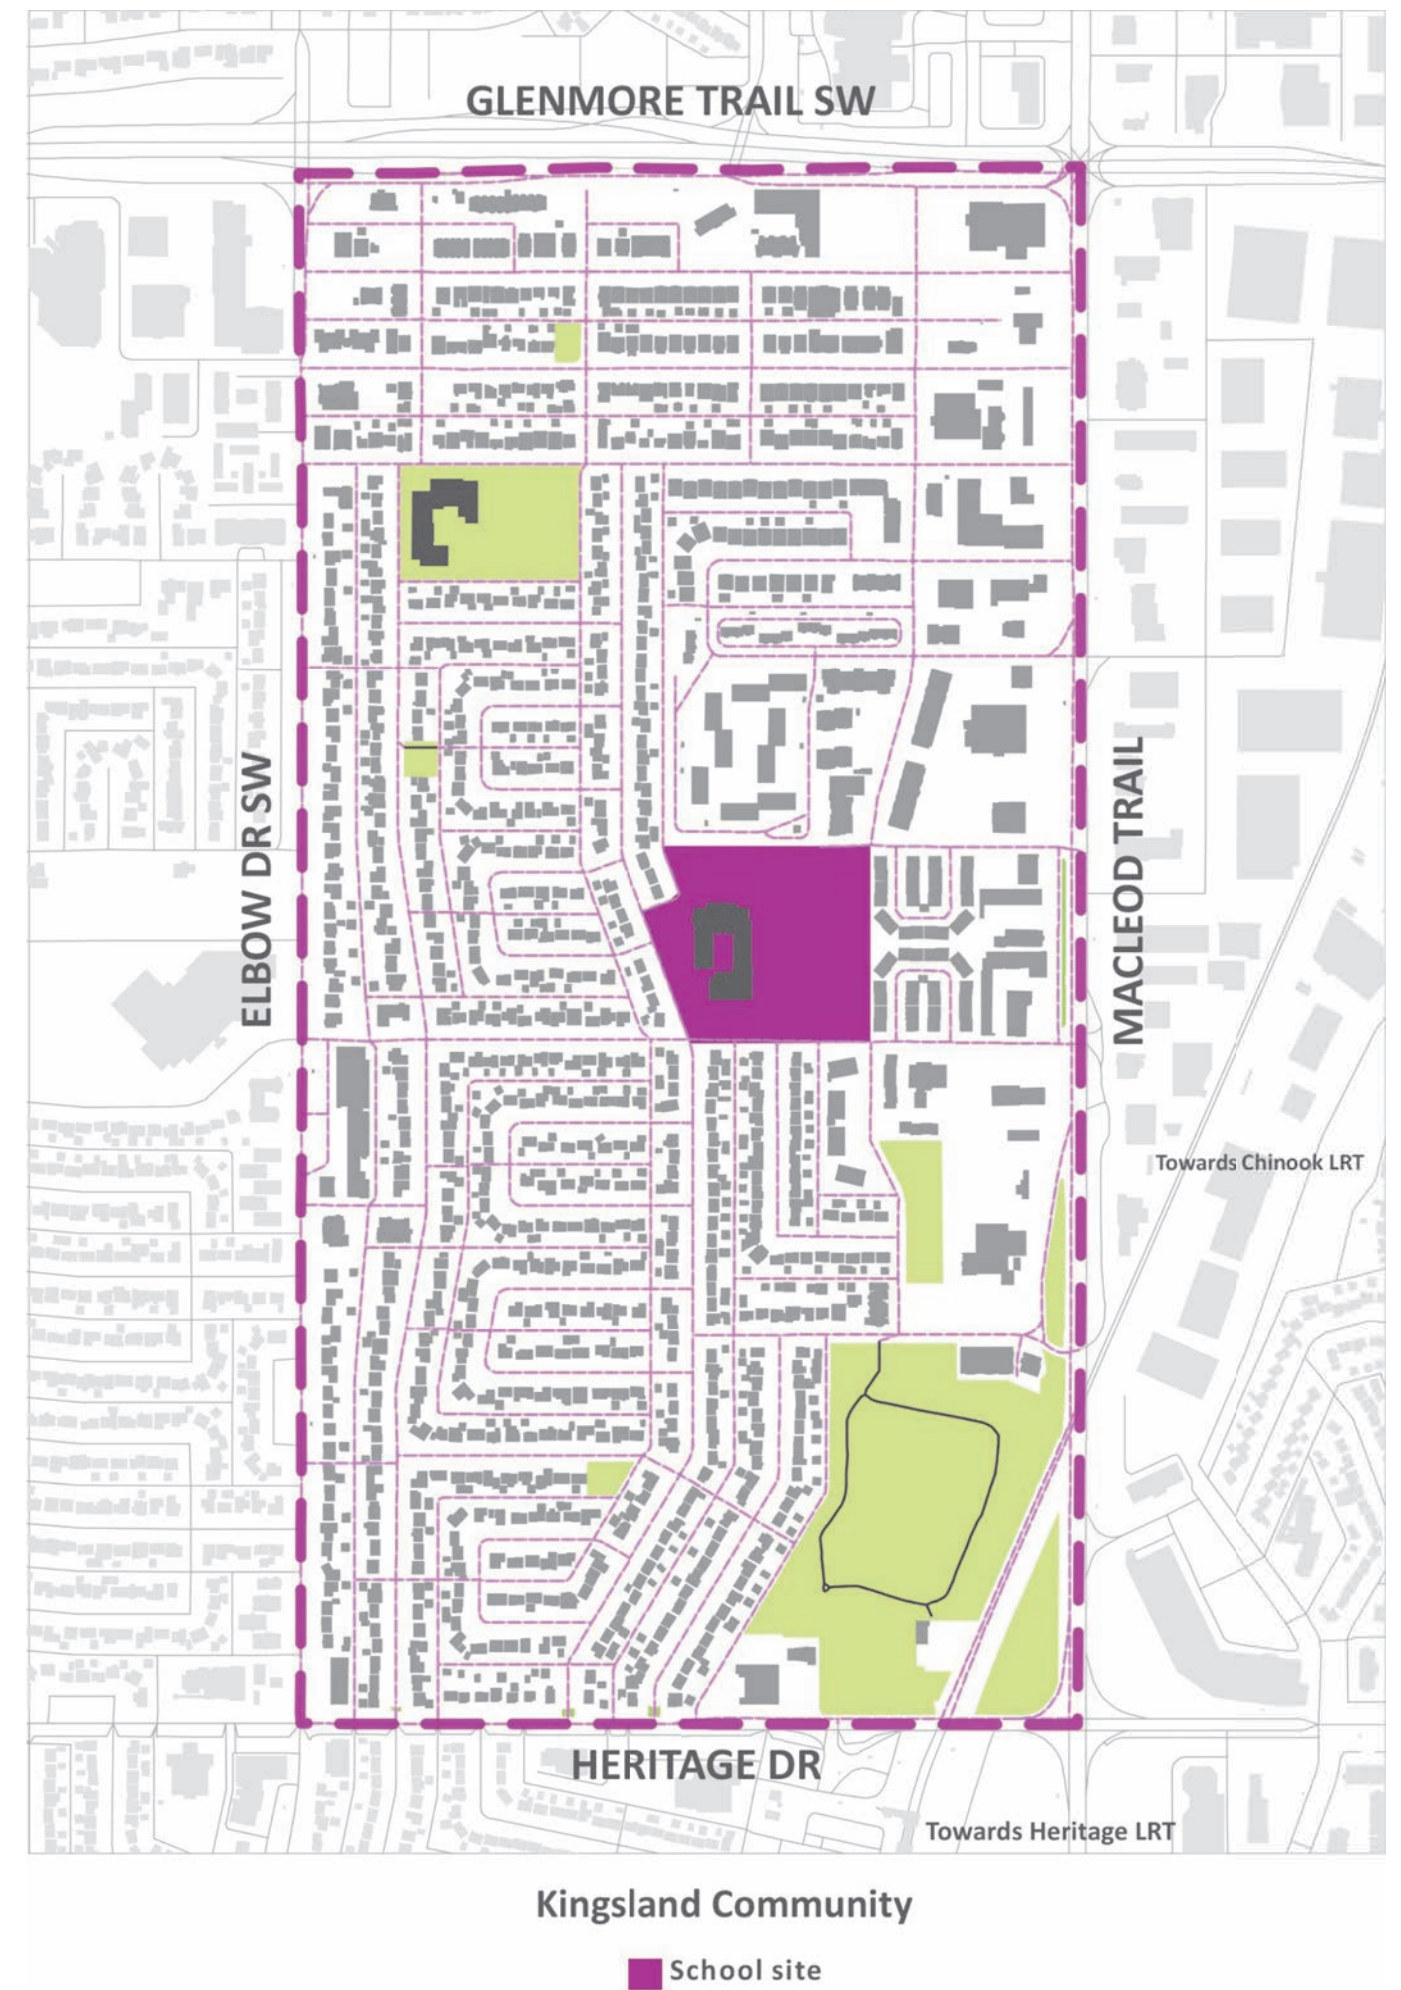 GLENMORE TRAIL SW
ELBOW DR SW
MACLEOD TRAIL
Towards Chinook LRT
HERITAGE DR
Towards Heritage LRT
Kingsland Community
School site